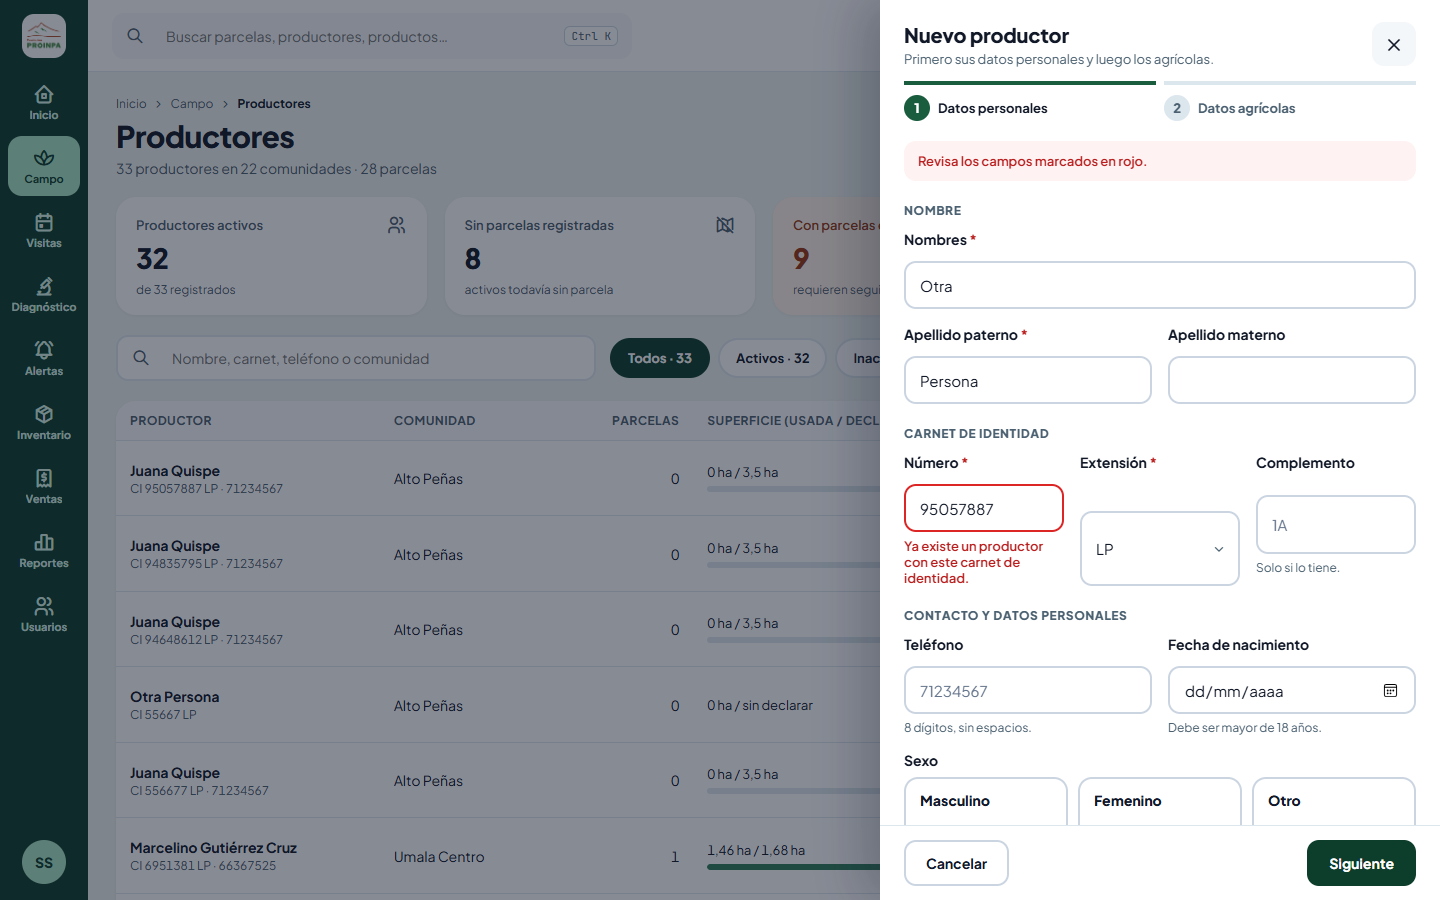 PROINPA
Inicio
Campo
Visitas
Diagnóstico
Alertas
Inventario
Ventas
Reportes
Usuarios
SS
Buscar parcelas, productores, productos...
Ctrl K
Inicio > Campo > Productores
Productores
33 productores en 22 comunidades · 28 parcelas
Productores activos
32
de 33 registrados
Sin parcelas registradas
8
activos todavía sin parcela
Con parcelas
9
requieren
Nombre, carnet, teléfono o comunidad
Todos · 33
Activos · 32
PRODUCTOR COMUNIDAD PARCELAS SUPERFICIE (USADA /
Juana Quispe
CI 95057887 LP · 71234567
Alto Peñas
0
0 ha / 3,5 ha
Juana Quispe
CI 94835795 LP · 71234567
Alto Peñas
0
0 ha / 3,5 ha
Juana Quispe
CI 94648612 LP · 71234567
Alto Peñas
0
0 ha / 3,5 ha
Otra Persona
CI 55667 LP
Alto Peñas
0
0 ha / sin declarar
Juana Quispe
CI 556677 LP · 71234567
Alto Peñas
0
0 ha / 3,5 ha
Marcelino Gutiérrez Cruz
CI 6951381 LP · 66367525
Umala Centro
1
1,46 ha / 1,68 ha
Nuevo productor
Primero sus datos personales y luego los agrícolas.
1 Datos personales
2 Datos agrícolas
Revisa los campos marcados en rojo.
NOMBRE
Nombres *
Otra
Apellido paterno * Apellido materno
Persona
CARNET DE IDENTIDAD
Número * Extensión * Complemento
95057887
LP
1A
Ya existe un productor
con este carnet de
identidad.
Solo si lo tiene.
CONTACTO Y DATOS PERSONALES
Teléfono Fecha de nacimiento
71234567 dd/mm/aaaa
8 dígitos, sin espacios. Debe ser mayor de 18 años.
Sexo
Masculino Femenino Otro
Cancelar Siguiente